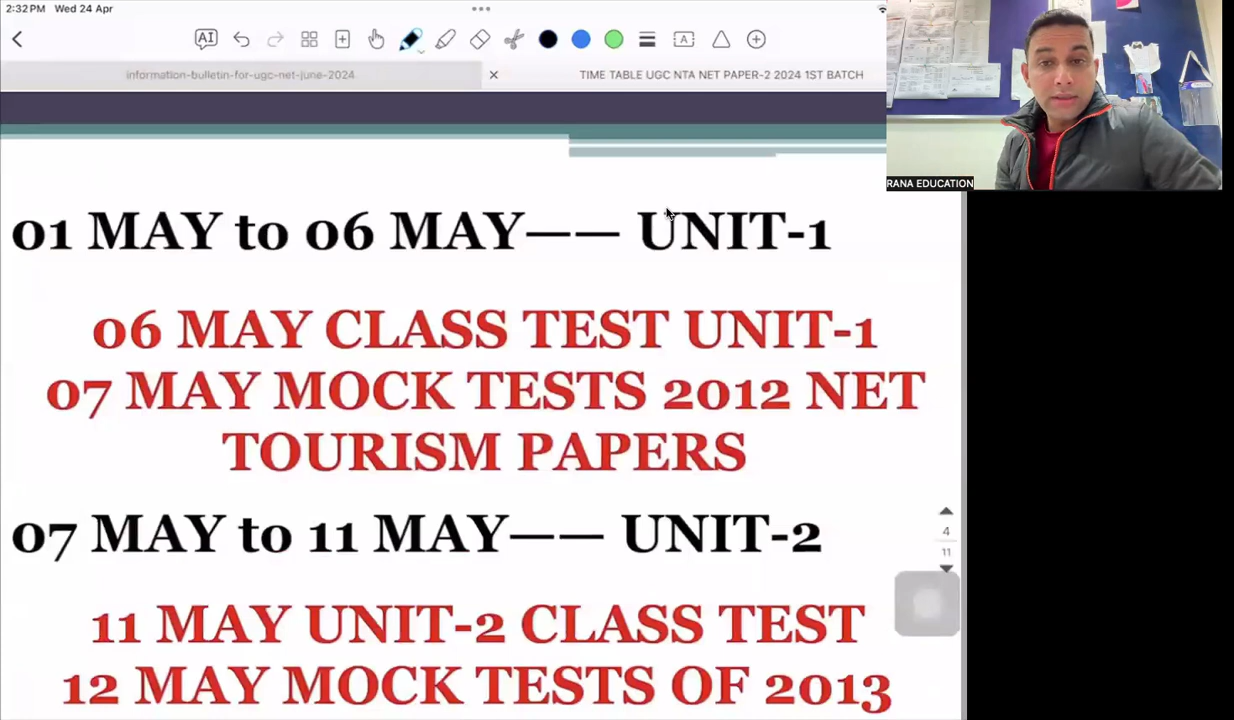 2:32 PM Wed 24 Apr
AI
A
information-bulletin-for-ugc-net-june-2024
TIME TABLE UGC NTA NET PAPER-2 2024 1ST BATCH
RANA EDUCATION
01 MAY to 06 MAY—— UNIT-1
06 MAY CLASS TEST UNIT-1
07 MAY MOCK TESTS 2012 NET
TOURISM PAPERS
07 MAY to 11 MAY—— UNIT-2
4
11
11 MAY UNIT-2 CLASS TEST
12 MAY MOCK TESTS OF 2013